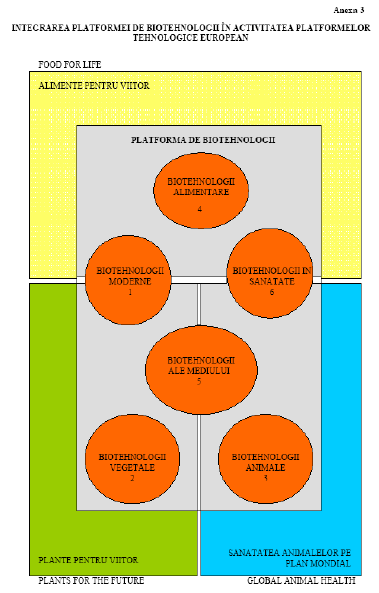 Anexa 3
INTEGRAREA PLATFORMEI DE BIOTEHNOLOGII ÎN ACTIVITATEA PLATFORMELOR
TEHNOLOGICE EUROPEAN
FOOD FOR LIFE
ALIMENTE PENTRU VIITOR
PLATFORMA DE BIOTEHNOLOGII
BIOTEHNOLOGII
ALIMENTARE
4
BIOTEHNOLOGII
MODERNE
1
BIOTEHNOLOGII IN
SANATATE
6
BIOTEHNOLOGII
ALE MEDIULUI
5
BIOTEHNOLOGII
VEGETALE
2
BIOTEHNOLOGII
ANIMALE
3
PLANTE PENTRU VIITOR
SANATATEA ANIMALELOR PE
PLAN MONDIAL
PLANTS FOR THE FUTURE
GLOBAL ANIMAL HEALTH